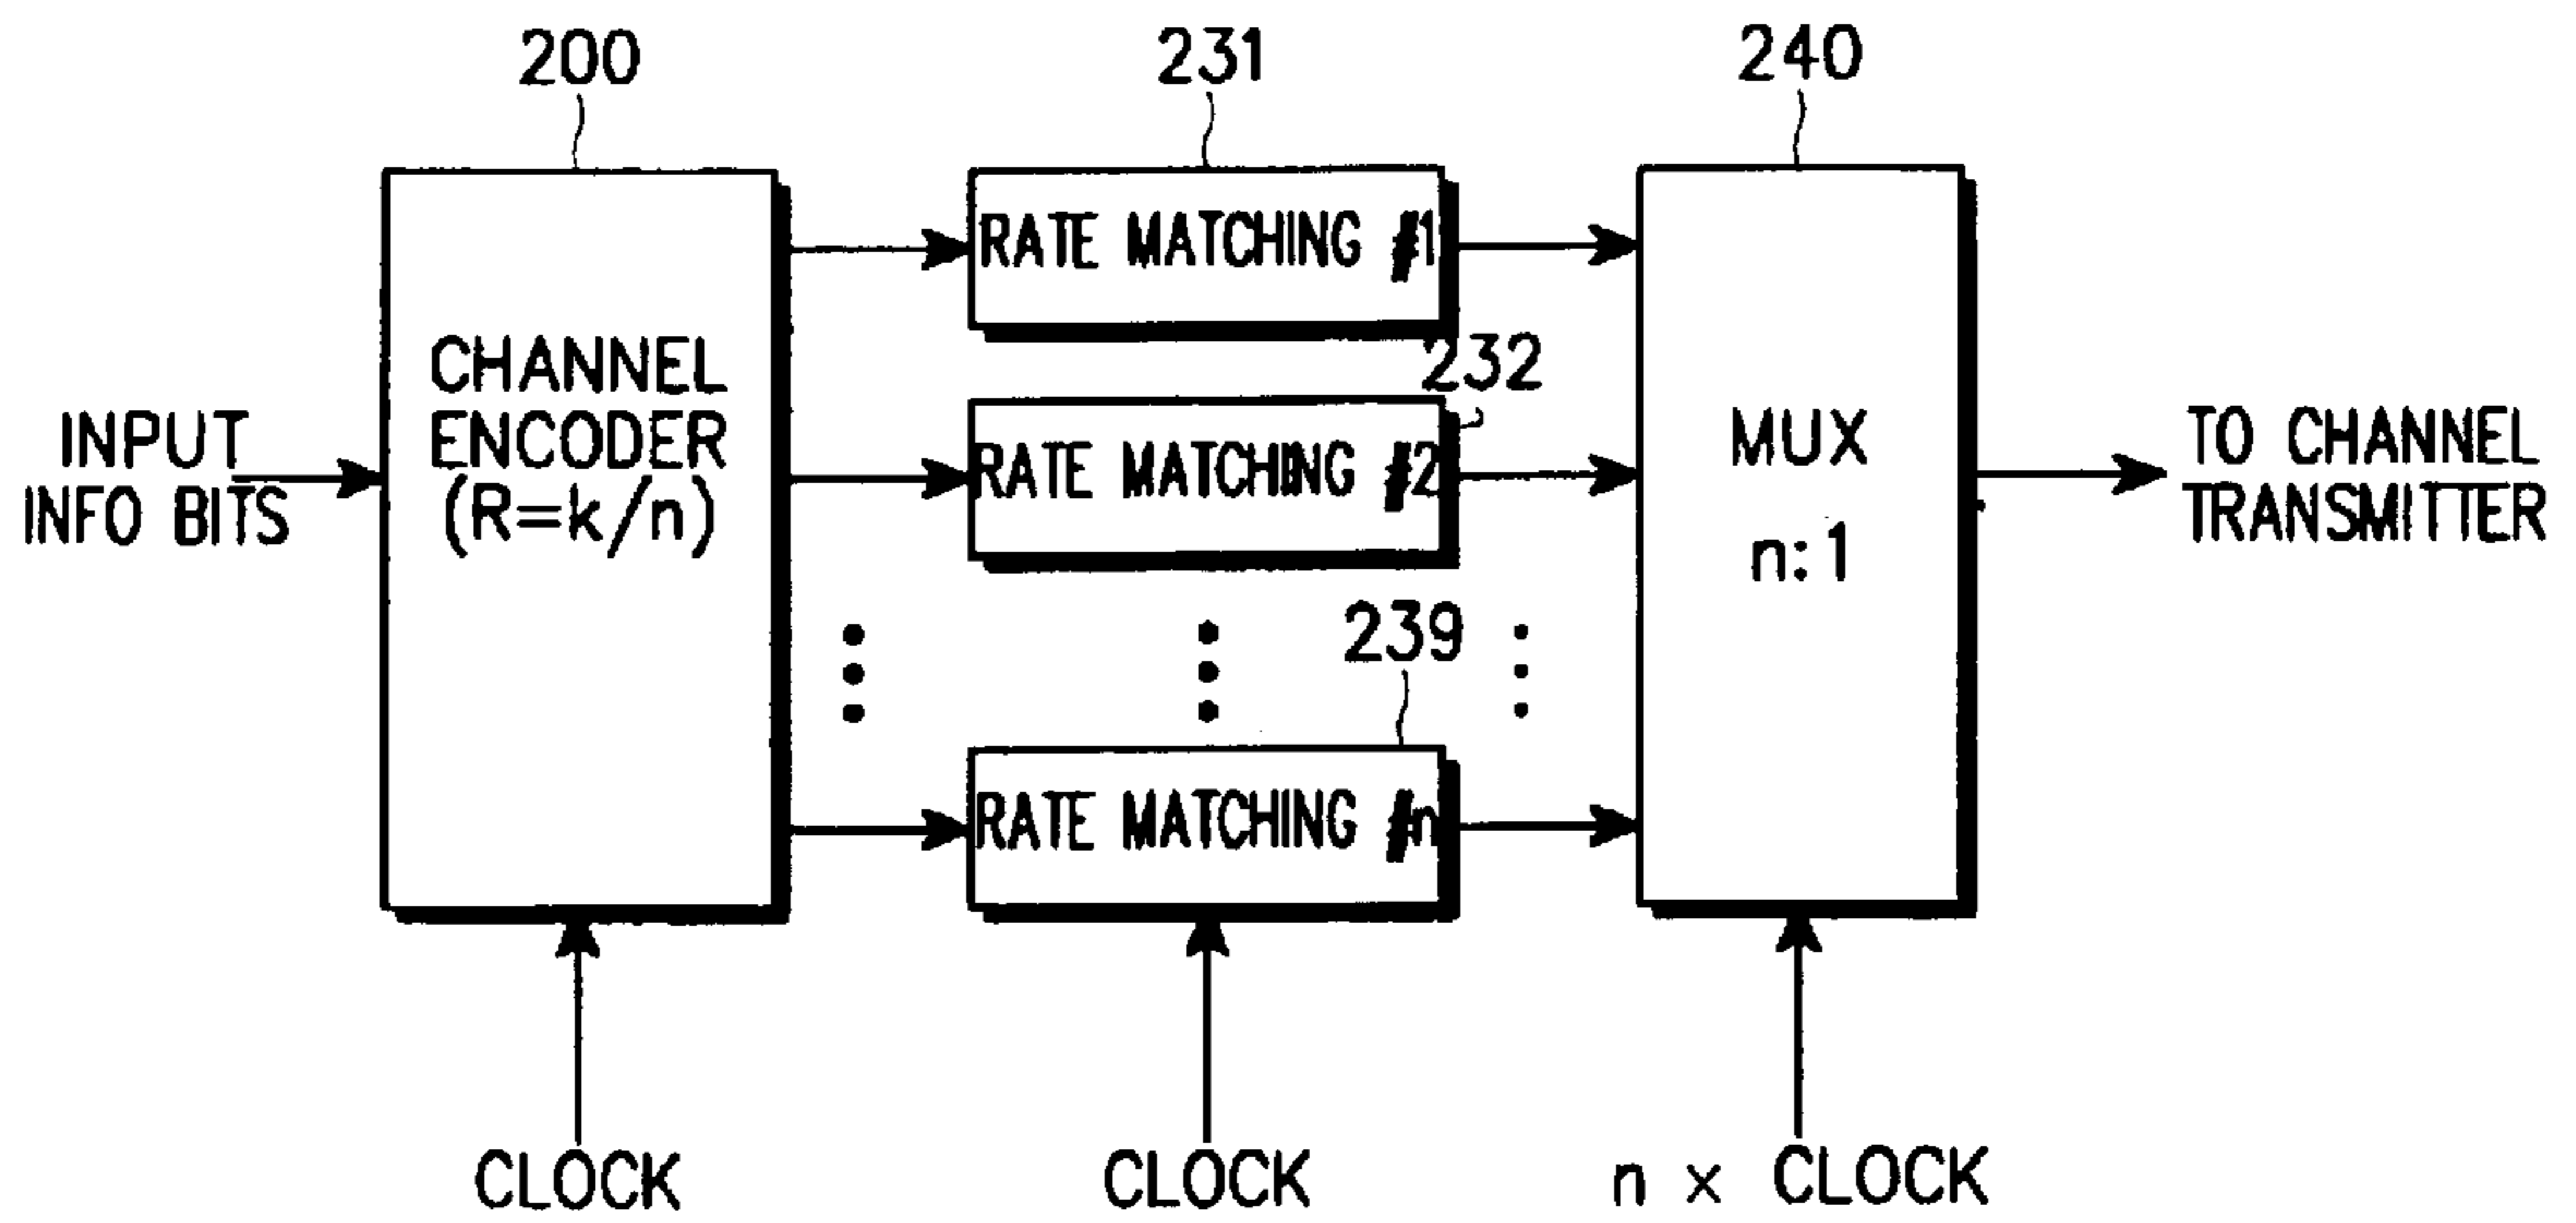 200
231
240
RATE MATCHING #1
232
CHANNEL
ENCODER
(R=k/n)
INPUT
INFO BITS
RATE MATCHING #2
MUX
n:1
TO CHANNEL
TRANSMITTER
239
RATE MATCHING #n
CLOCK
CLOCK
n x CLOCK